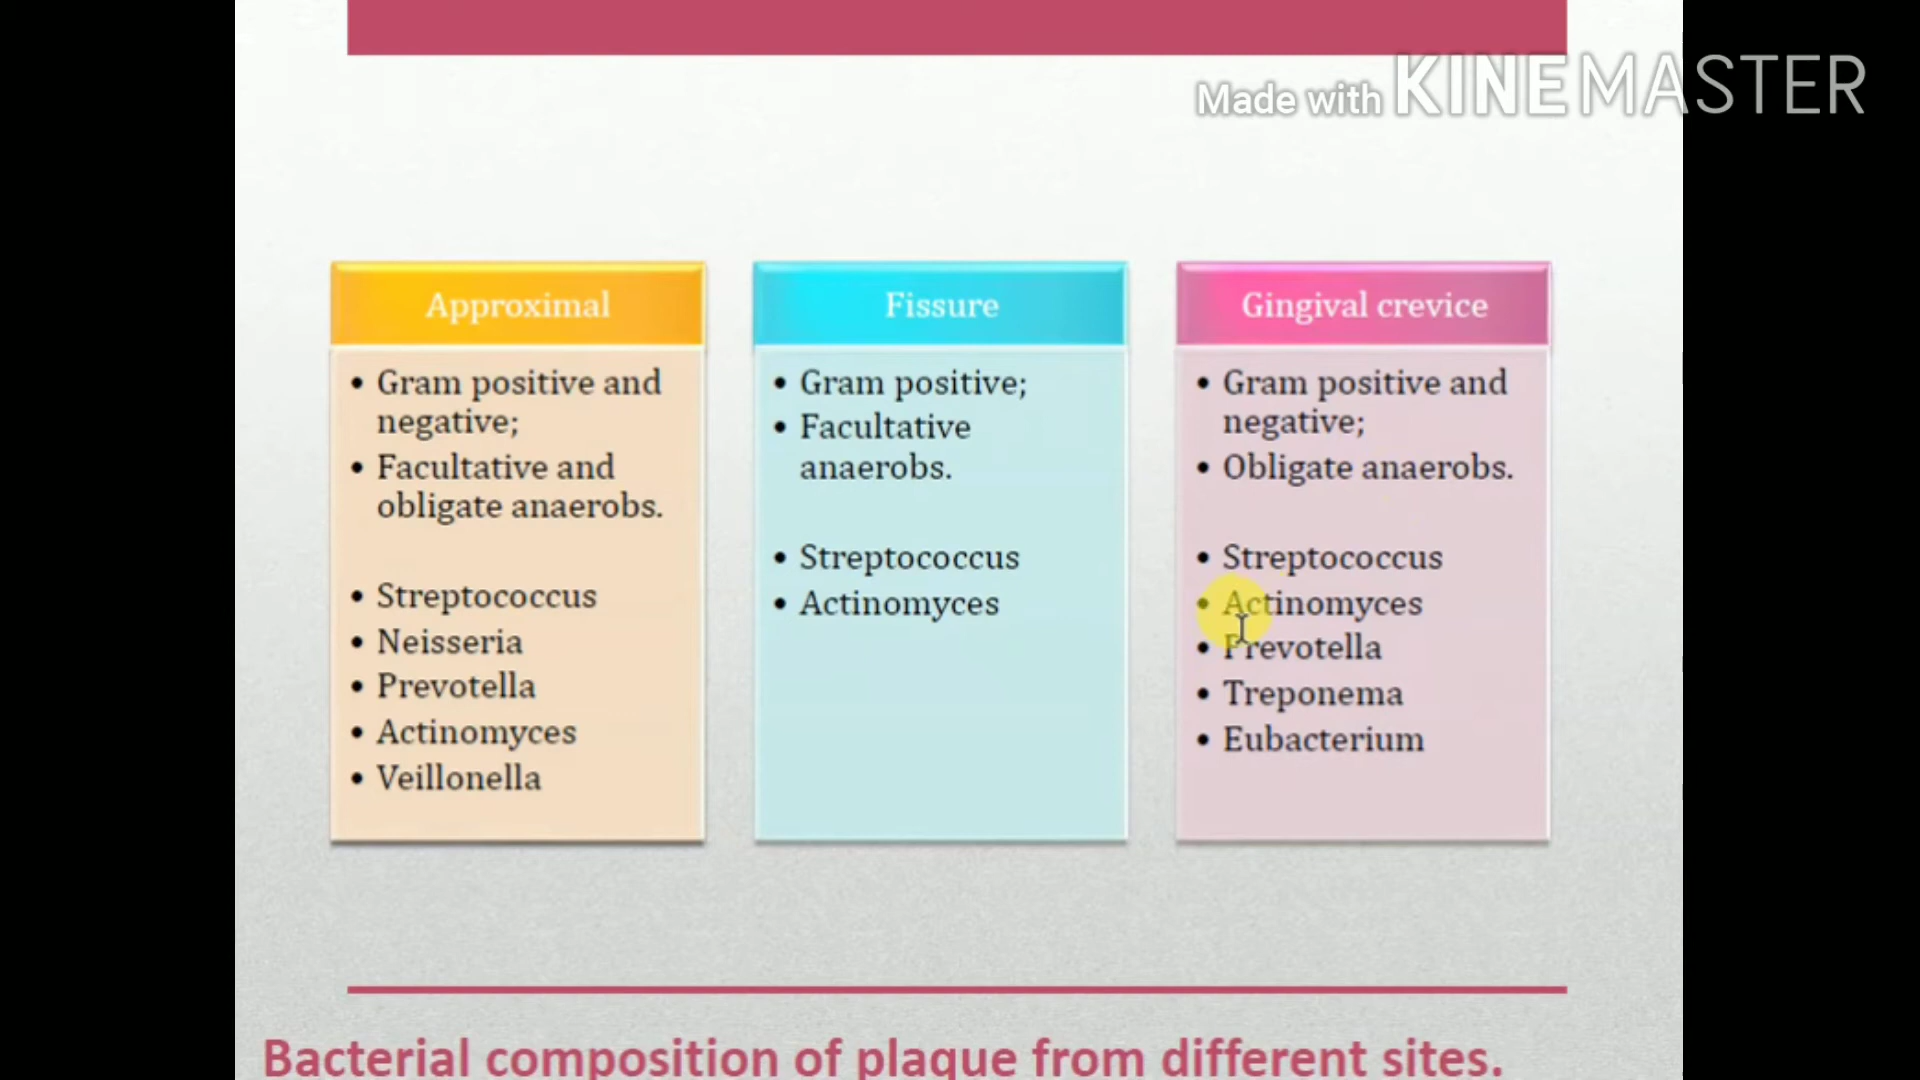 Made with KINEMASTER
Approximal
• Gram positive and
negative;
• Facultative and
obligate anaerobs.
• Streptococcus
• Neisseria
• Prevotella
• Actinomyces
• Veillonella
Fissure
• Gram positive;
• Facultative
anaerobs.
• Streptococcus
• Actinomyces
Gingival crevice
• Gram positive and
negative;
• Obligate anaerobs.
• Streptococcus
• Actinomyces
• Prevotella
• Treponema
• Eubacterium
Bacterial composition of plaque from different sites.